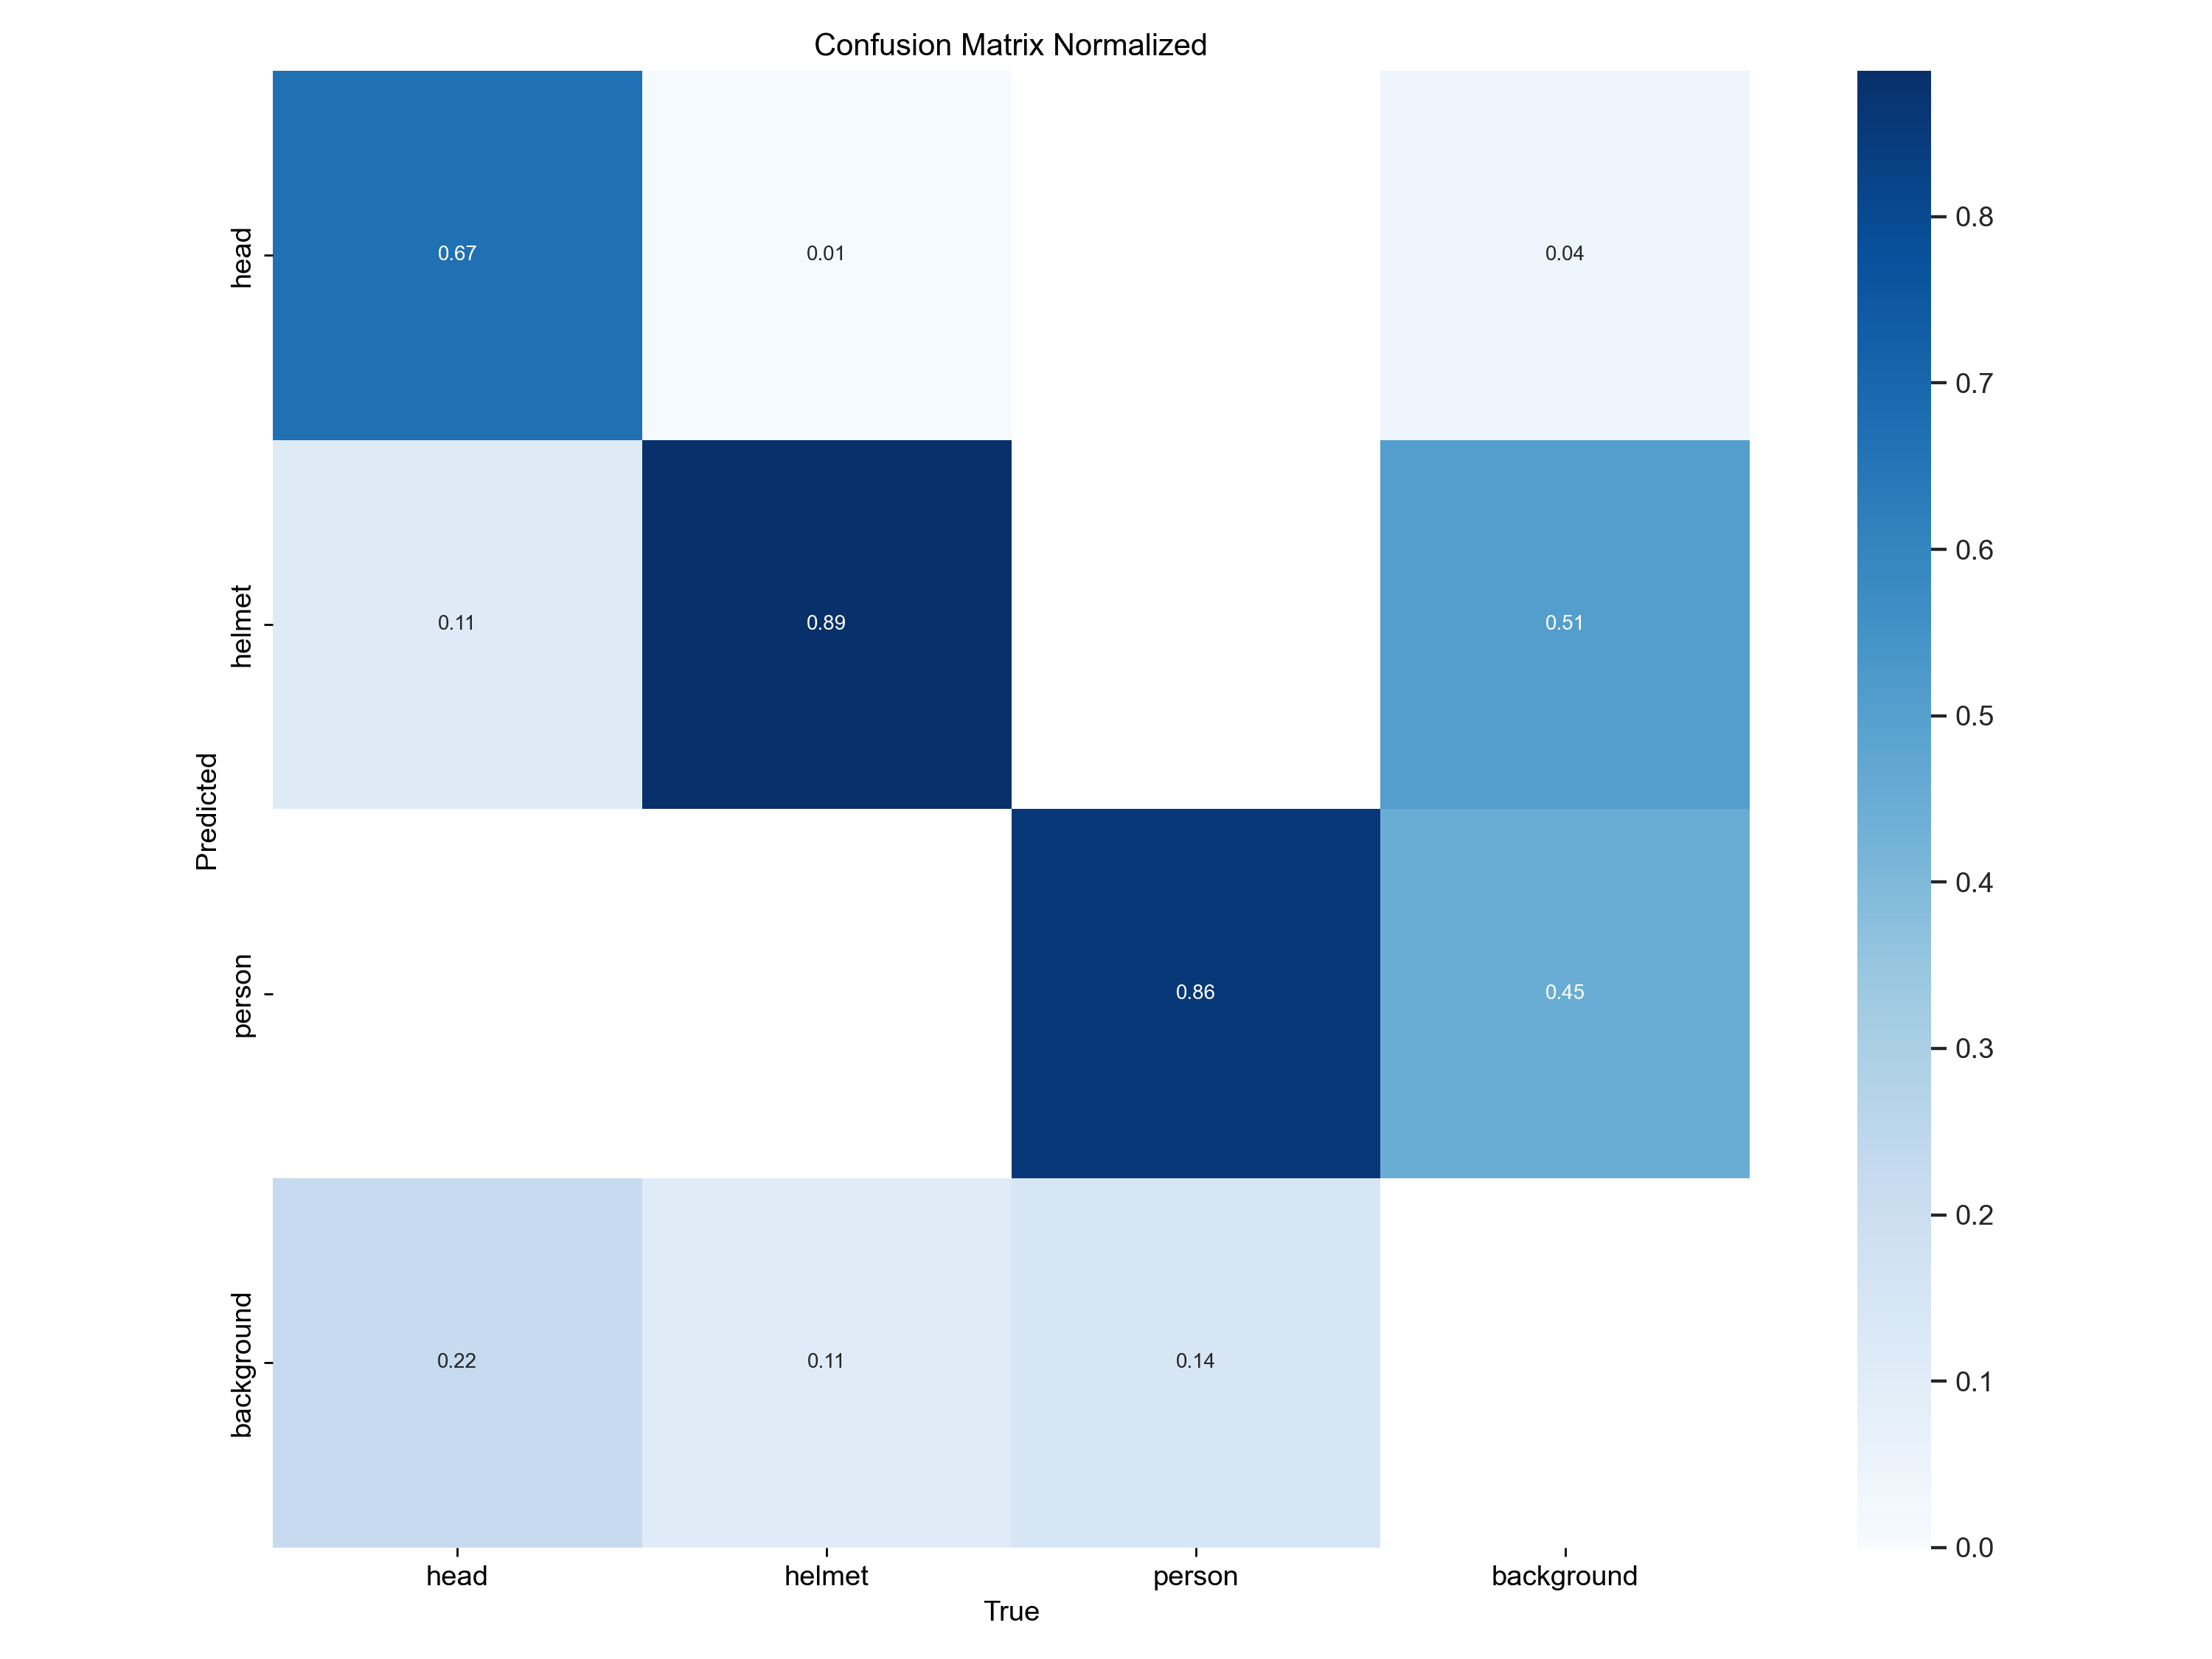 Confusion Matrix Normalized
head
0.67
0.01
0.04
helmet
0.11
0.89
0.51
person
0.86
0.45
background
0.22
0.11
0.14
Predicted
head
helmet
person
background
True
0.8
0.7
0.6
0.5
0.4
0.3
0.2
0.1
0.0